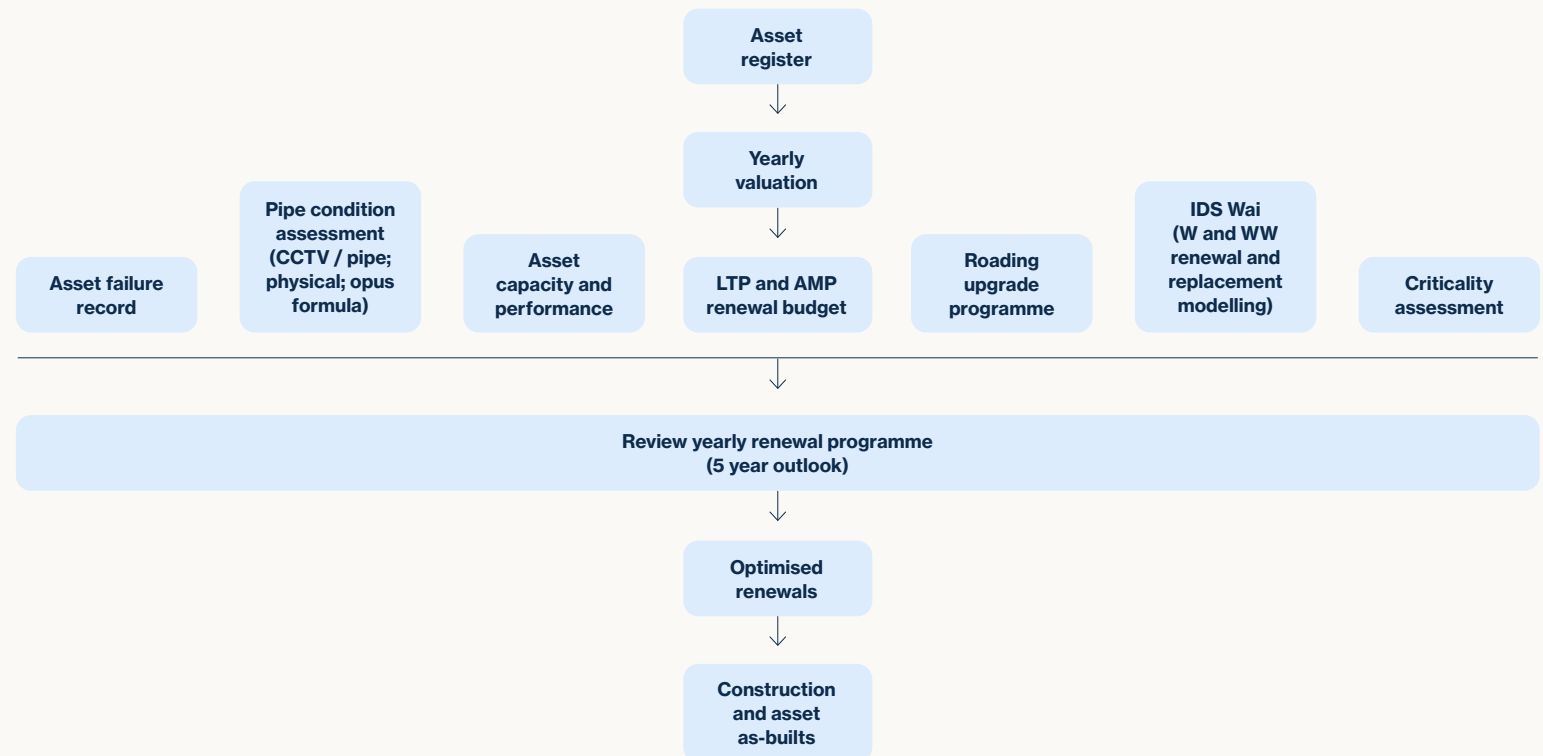 Asset
register
Yearly
valuation
Asset failure
record
Pipe condition
assessment
(CCTV / pipe;
physical; opus
formula)
Asset
capacity and
performance
LTP and AMP
renewal budget
Roading
upgrade
programme
IDS Wai
(W and WW
renewal and
replacement
modelling)
Criticality
assessment
Review yearly renewal programme
(5 year outlook)
Optimised
renewals
Construction
and asset
as-builts